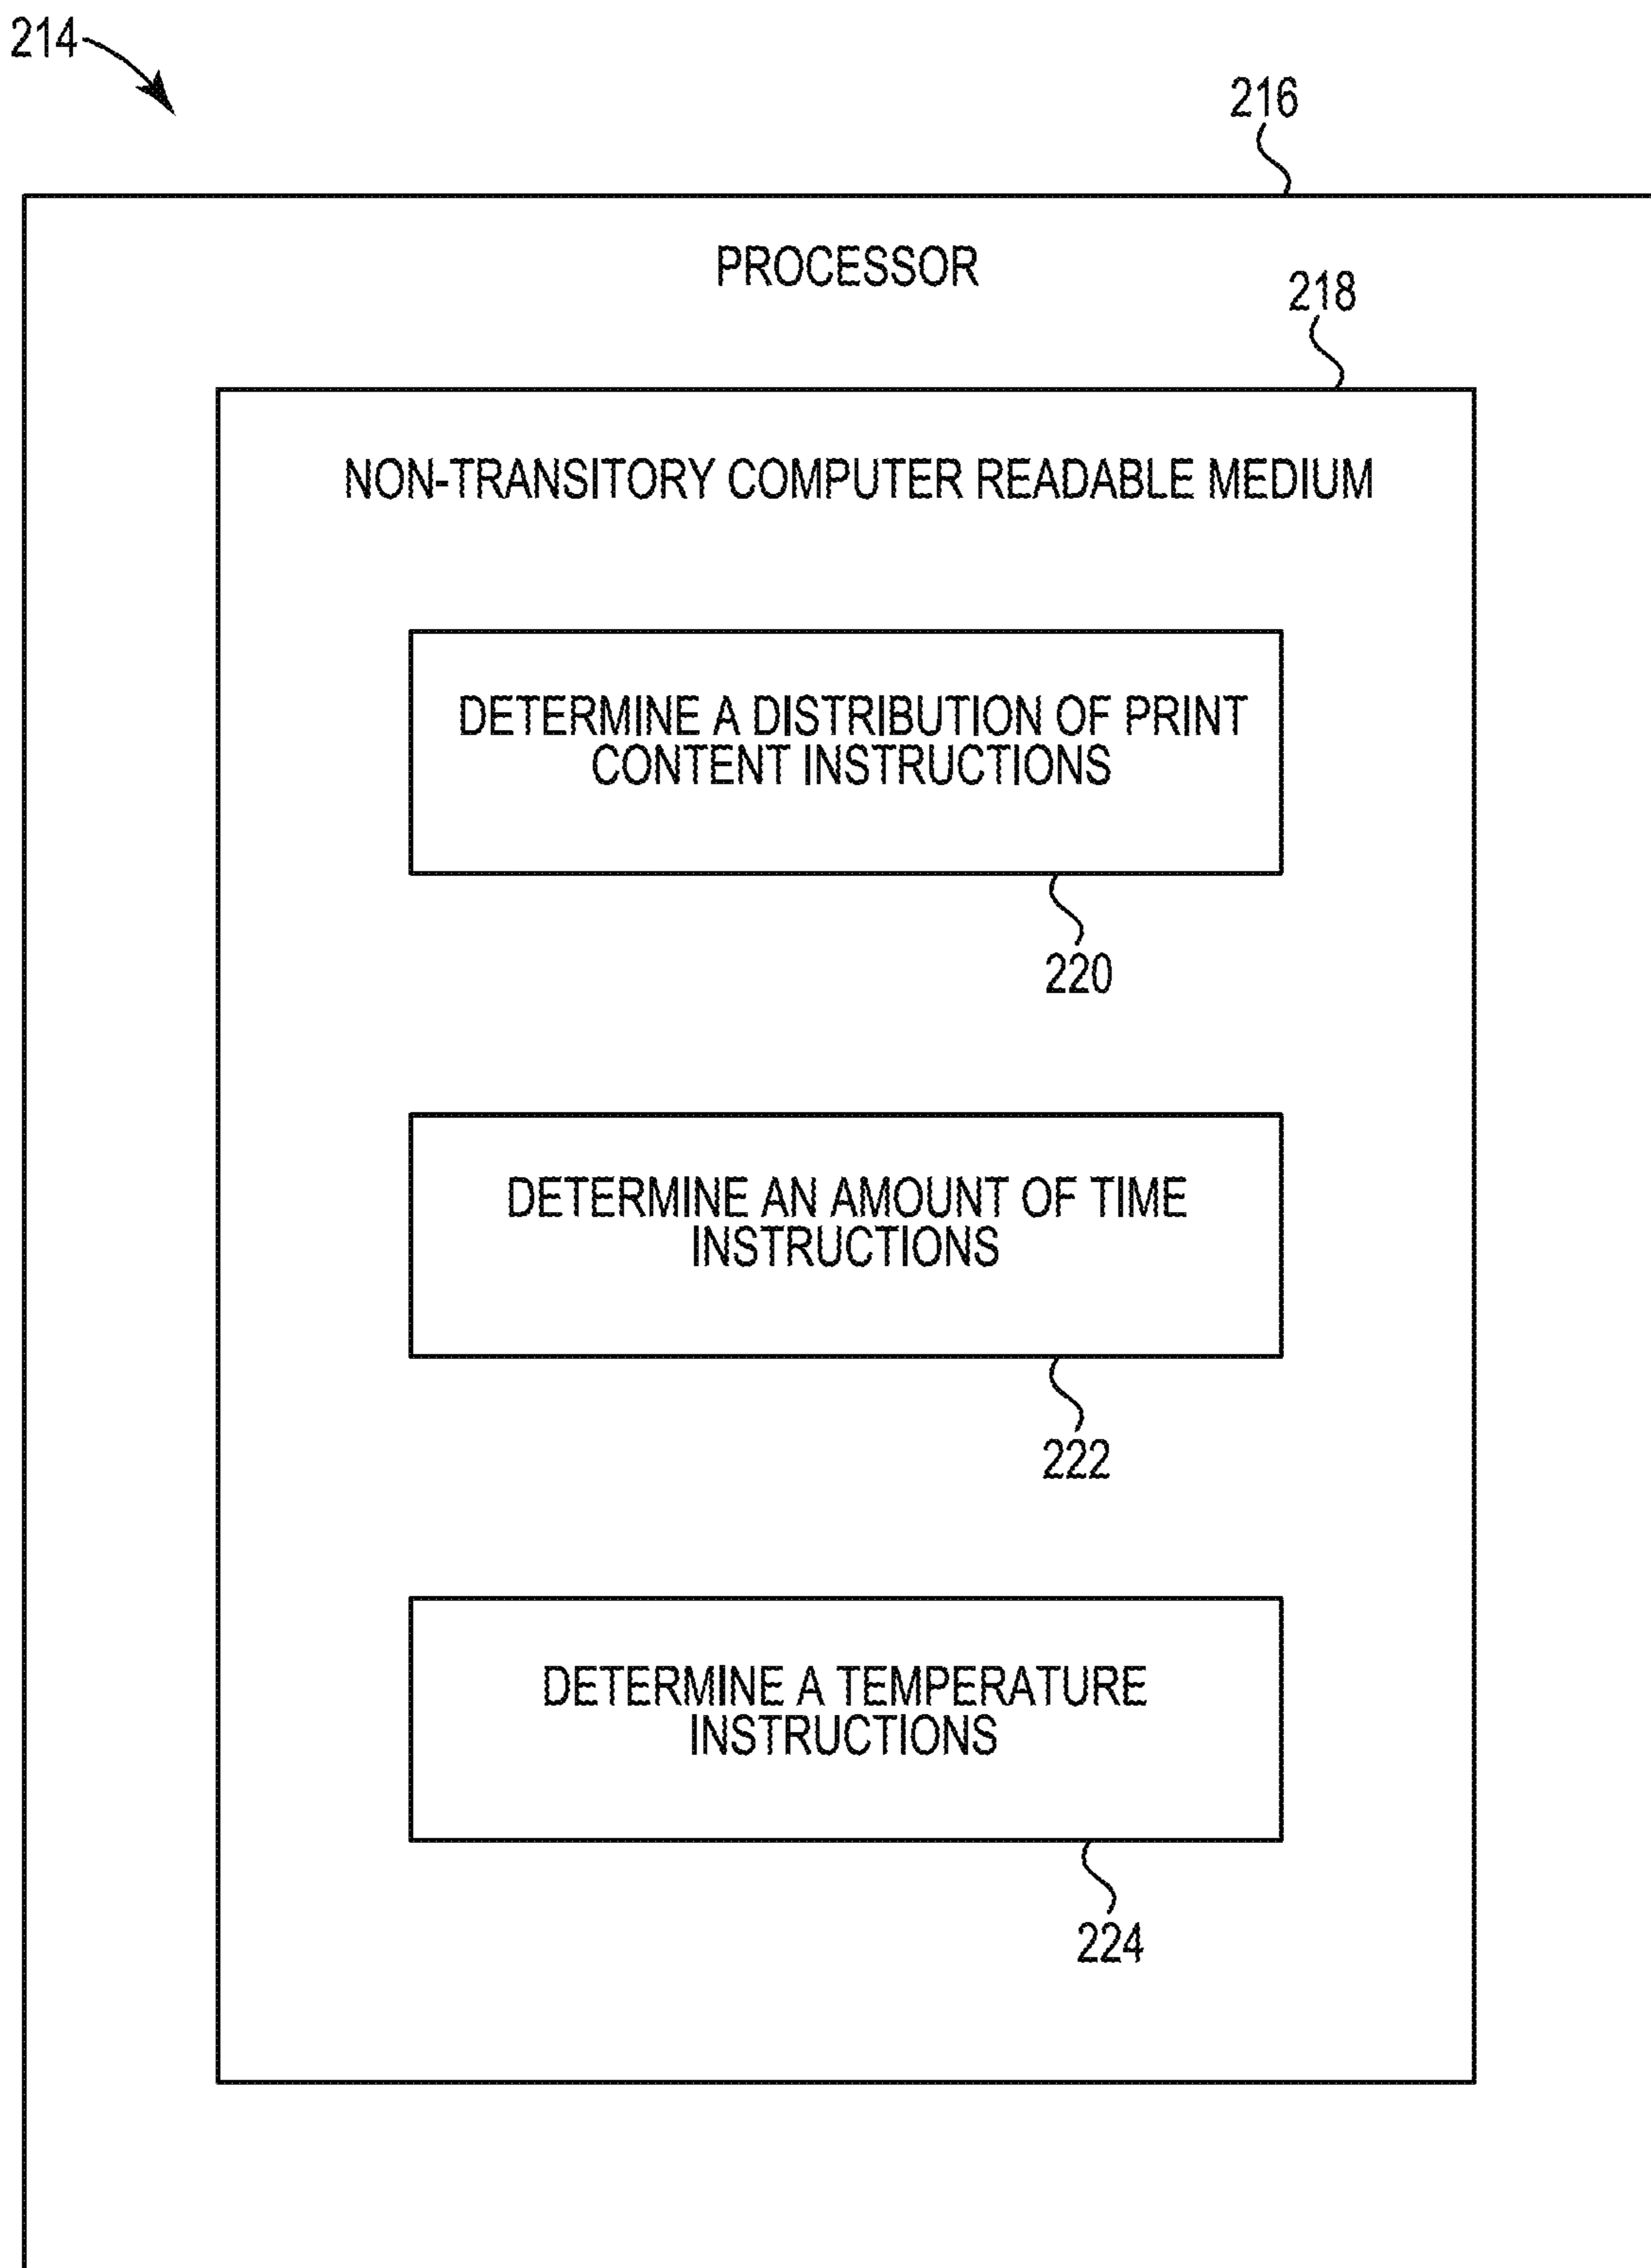 214
216
PROCESSOR
218
NON-TRANSITORY COMPUTER READABLE MEDIUM
DETERMINE A DISTRIBUTION OF PRINT
CONTENT INSTRUCTIONS
220
DETERMINE AN AMOUNT OF TIME
INSTRUCTIONS
222
DETERMINE A TEMPERATURE
INSTRUCTIONS
224